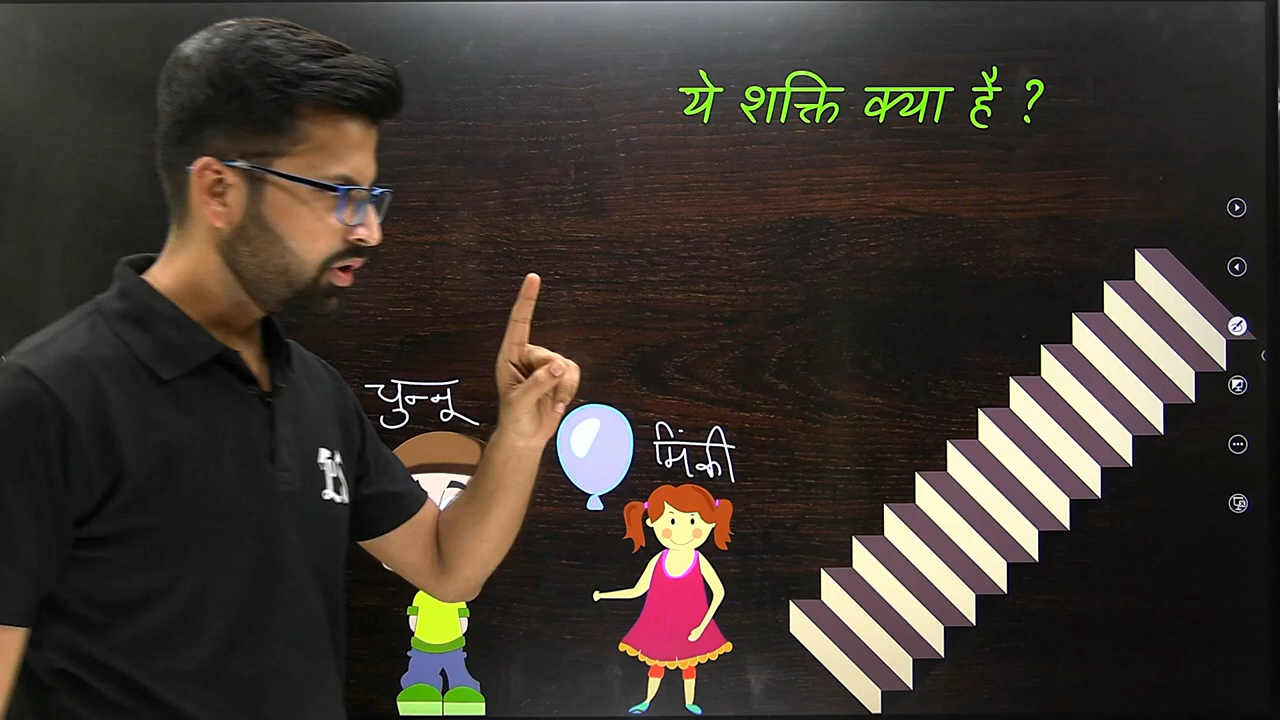 ये शक्ति क्या है ?
चुन्नू
मिंकी